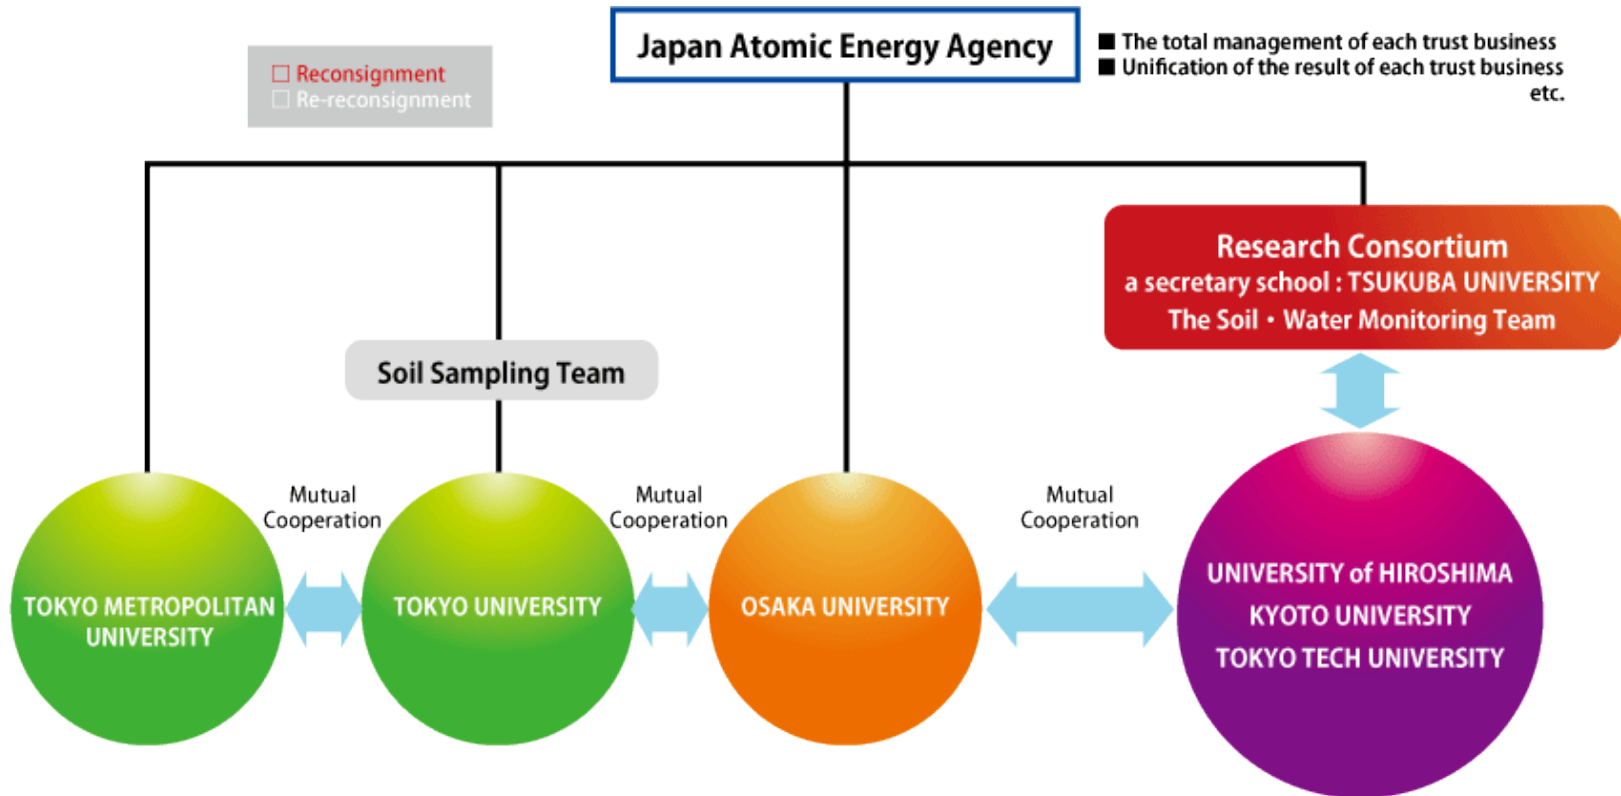 Japan Atomic Energy Agency
■ The total management of each trust business
■ Unification of the result of each trust business
etc.
□ Reconsignment
□ Re-reconsignment
Research Consortium
a secretary school : TSUKUBA UNIVERSITY
The Soil・Water Monitoring Team
Soil Sampling Team
Mutual
Cooperation
Mutual
Cooperation
Mutual
Cooperation
TOKYO METROPOLITAN
UNIVERSITY
TOKYO UNIVERSITY
OSAKA UNIVERSITY
UNIVERSITY of HIROSHIMA
KYOTO UNIVERSITY
TOKYO TECH UNIVERSITY